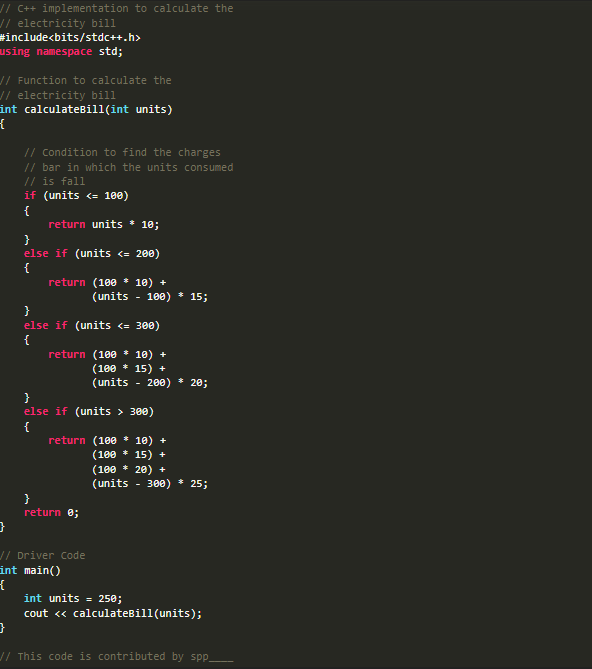 // C++ implementation to calculate the
// electricity bill
#include<bits/stdc++.h>
using namespace std;
// Function to calculate the
// electricity bill
int calculateBill(int units)
{
// Condition to find the charges
// bar in which the units consumed
// is fall
if (units <= 100)
{
return units * 10;
}
else if (units <= 200)
{
return (100 * 10) +
(units - 100) * 15;
}
else if (units <= 300)
{
return (100 * 10) +
(100 * 15) +
(units - 200) * 20;
}
else if (units > 300)
{
return (100 * 10) +
(100 * 15) +
(100 * 20) +
(units - 300) * 25;
}
return 0;
}
// Driver Code
int main()
{
int units = 250;
cout << calculateBill(units);
}
// This code is contributed by spp____